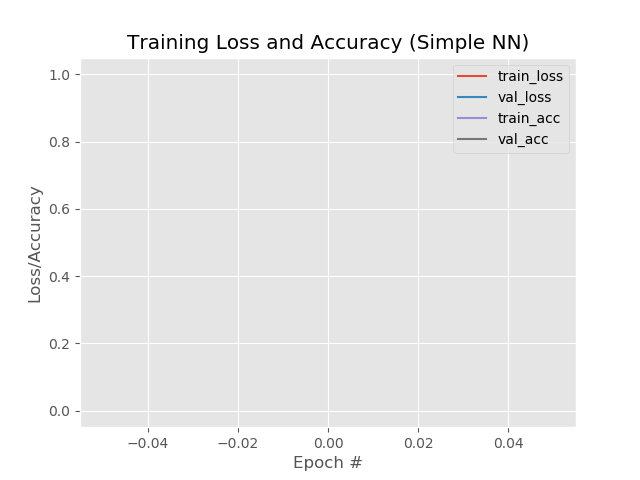 Training Loss and Accuracy (Simple NN)
train_loss
val_loss
train_acc
val_acc
1.0
0.8
0.6
0.4
0.2
0.0
Loss/Accuracy
−0.04
−0.02
0.00
0.02
0.04
Epoch #